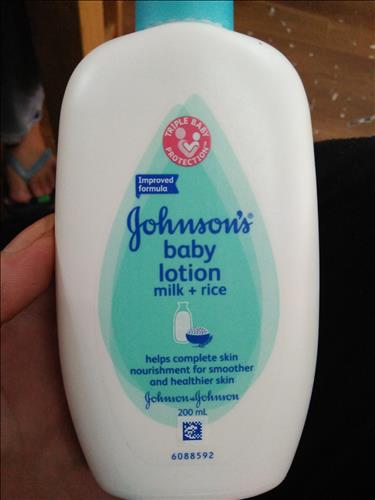 TRIPLE BABY
PROTECTION™
Improved
formula
Johnson's®
baby
lotion
milk + rice
helps complete skin
nourishment for smoother
and healthier skin
Johnson & Johnson
200 mL
6088592